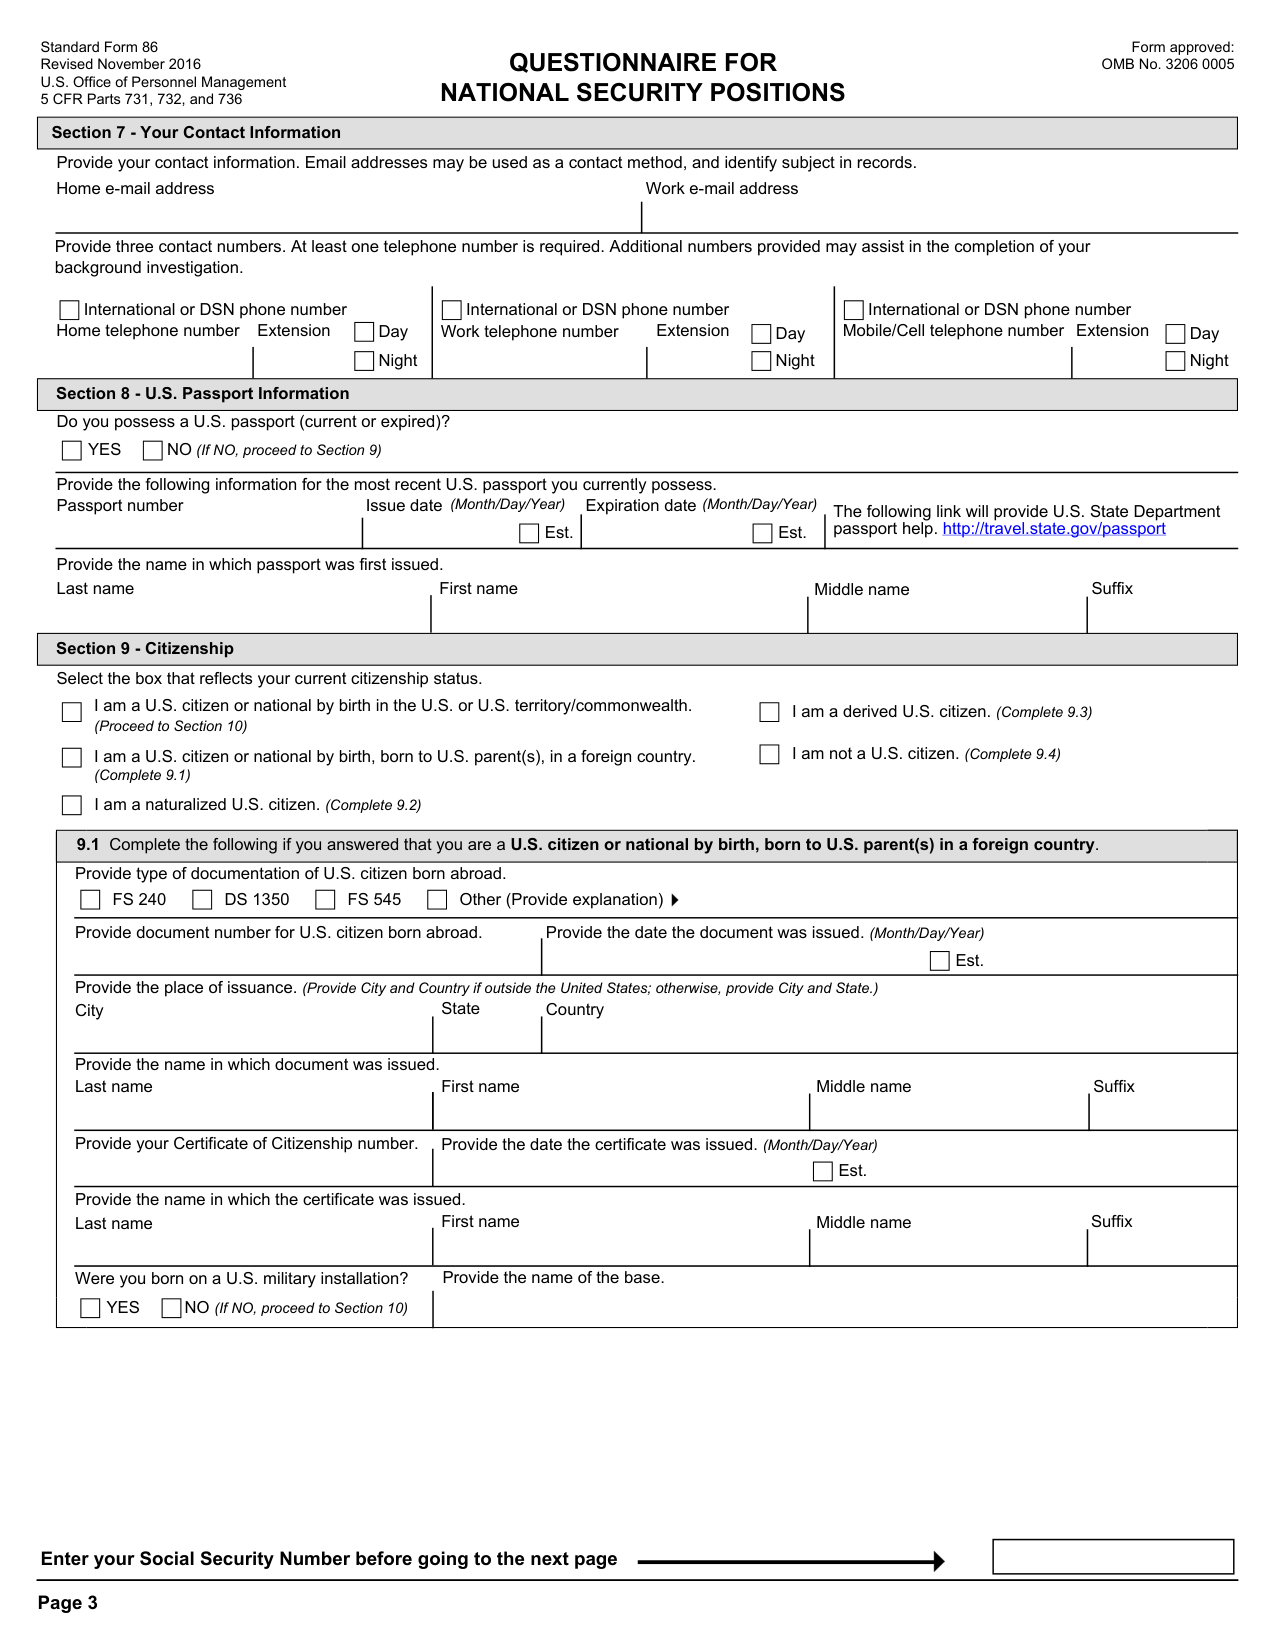 Standard Form 86
Revised November 2016
U.S. Office of Personnel Management
5 CFR Parts 731, 732, and 736
QUESTIONNAIRE FOR
NATIONAL SECURITY POSITIONS
Form approved:
OMB No. 3206 0005
Section 7 - Your Contact Information
Provide your contact information. Email addresses may be used as a contact method, and identify subject in records.
Home e-mail address Work e-mail address
Provide three contact numbers. At least one telephone number is required. Additional numbers provided may assist in the completion of your
background investigation.
International or DSN phone number International or DSN phone number International or DSN phone number
Home telephone number Extension Day Work telephone number Extension Day Mobile/Cell telephone number Extension Day
Night Night Night
Section 8 - U.S. Passport Information
Do you possess a U.S. passport (current or expired)?
YES NO (If NO, proceed to Section 9)
Provide the following information for the most recent U.S. passport you currently possess.
Passport number Issue date (Month/Day/Year) Expiration date (Month/Day/Year)
Est. Est.
The following link will provide U.S. State Department
passport help. http://travel.state.gov/passport
Provide the name in which passport was first issued.
Last name First name Middle name Suffix
Section 9 - Citizenship
Select the box that reflects your current citizenship status.
I am a U.S. citizen or national by birth in the U.S. or U.S. territory/commonwealth.
(Proceed to Section 10)
I am a U.S. citizen or national by birth, born to U.S. parent(s), in a foreign country.
(Complete 9.1)
I am a naturalized U.S. citizen. (Complete 9.2)
I am a derived U.S. citizen. (Complete 9.3)
I am not a U.S. citizen. (Complete 9.4)
9.1 Complete the following if you answered that you are a U.S. citizen or national by birth, born to U.S. parent(s) in a foreign country.
Provide type of documentation of U.S. citizen born abroad.
FS 240 DS 1350 FS 545 Other (Provide explanation)
Provide document number for U.S. citizen born abroad. Provide the date the document was issued. (Month/Day/Year)
Est.
Provide the place of issuance. (Provide City and Country if outside the United States; otherwise, provide City and State.)
City State Country
Provide the name in which document was issued.
Last name First name Middle name Suffix
Provide your Certificate of Citizenship number. Provide the date the certificate was issued. (Month/Day/Year)
Est.
Provide the name in which the certificate was issued.
Last name First name Middle name Suffix
Were you born on a U.S. military installation? Provide the name of the base.
YES NO (If NO, proceed to Section 10)
Enter your Social Security Number before going to the next page
Page 3